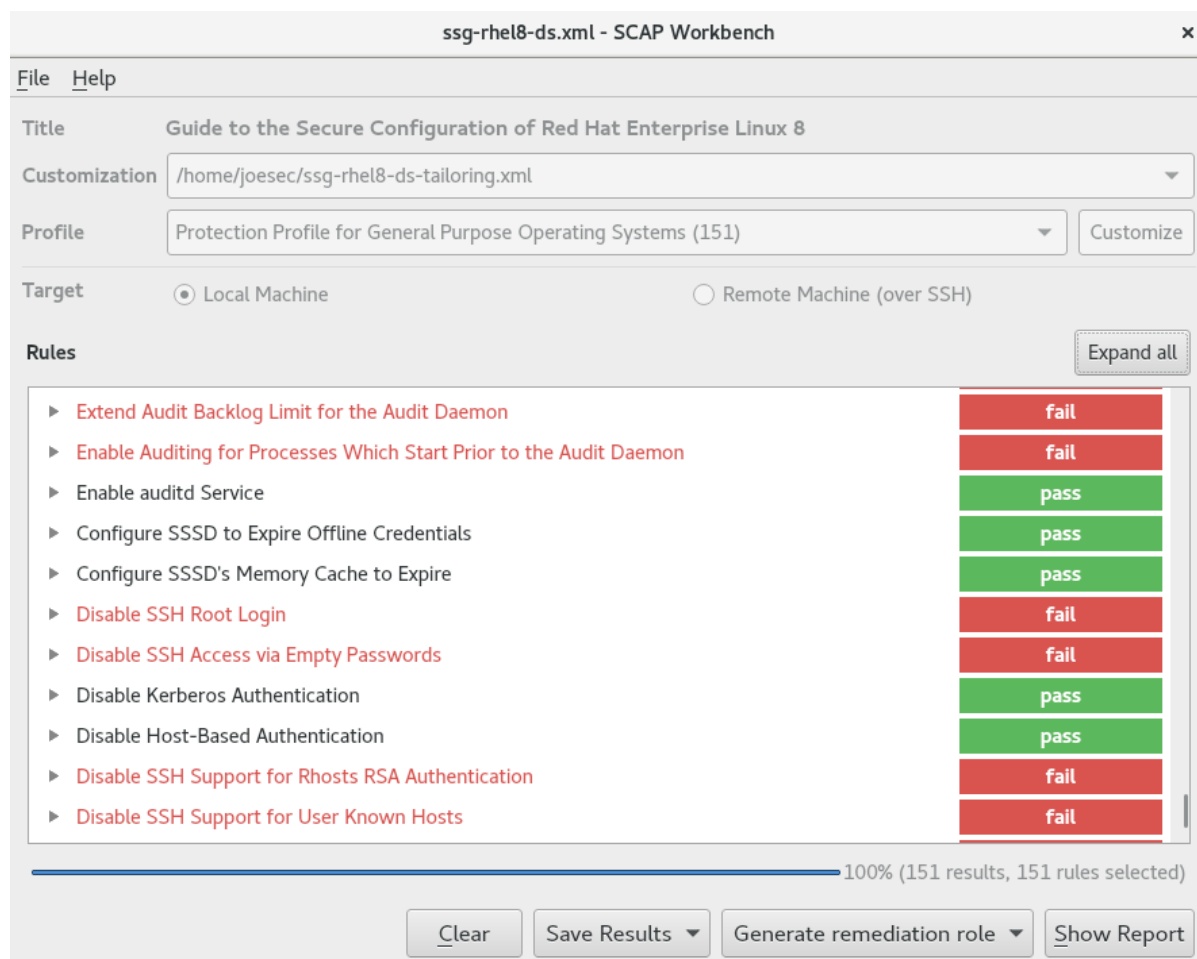 ssg-rhel8-ds.xml - SCAP Workbench ×
File Help
Title Guide to the Secure Configuration of Red Hat Enterprise Linux 8
Customization /home/joesec/ssg-rhel8-ds-tailoring.xml
Profile Protection Profile for General Purpose Operating Systems (151) Customize
Target Local Machine Remote Machine (over SSH)
Rules Expand all
Extend Audit Backlog Limit for the Audit Daemon fail
Enable Auditing for Processes Which Start Prior to the Audit Daemon fail
Enable auditd Service pass
Configure SSSD to Expire Offline Credentials pass
Configure SSSD's Memory Cache to Expire pass
Disable SSH Root Login fail
Disable SSH Access via Empty Passwords fail
Disable Kerberos Authentication pass
Disable Host-Based Authentication pass
Disable SSH Support for Rhosts RSA Authentication fail
Disable SSH Support for User Known Hosts fail
100% (151 results, 151 rules selected)
Clear Save Results Generate remediation role Show Report